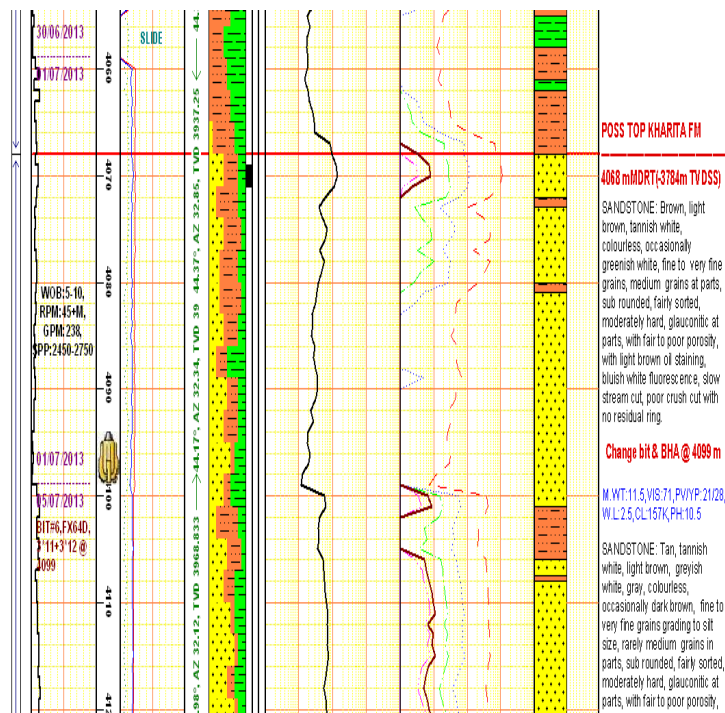 30/06/2013
SLIDE
4060
01/07/2013
POSS TOP KHARITA FM
4070
4068 mMDRT(-3784m TVDSS)
SANDSTONE: Brown, light
brown, tannish white,
colourless, occasionally
greenish white, fine to very fine
grains, medium grains at parts,
sub rounded, fairly sorted,
moderately hard, glauconitic at
parts, with fair to poor porosity,
with light brown oil staining,
bluish white fluorescence, slow
stream cut, poor crush cut with
no residual ring.
4080
WOB:5-10,
RPM:45+M,
GPM:238,
SPP:2450-2750
4090
Change bit & BHA @ 4099 m
01/07/2013
4100
05/07/2013
BIT#6,FX64D,
3*11+3*12 @
4099
M.WT:11.5,VIS:71,PV/YP:21/28,
W.L:2.5,CL:157K,PH:10.5
SANDSTONE: Tan, tannish
white, light brown, greyish
white, gray, colourless,
occasionally dark brown, fine to
very fine grains grading to silt
size, rarely medium grains in
parts, sub rounded, fairly sorted,
moderately hard, glauconitic at
parts, with fair to poor porosity,
4110
44.37°, AZ 32.85, TVD 3937.25
44.17°, AZ 32.34, TVD 39
.98°, AZ 32.12, TVD 3968.833